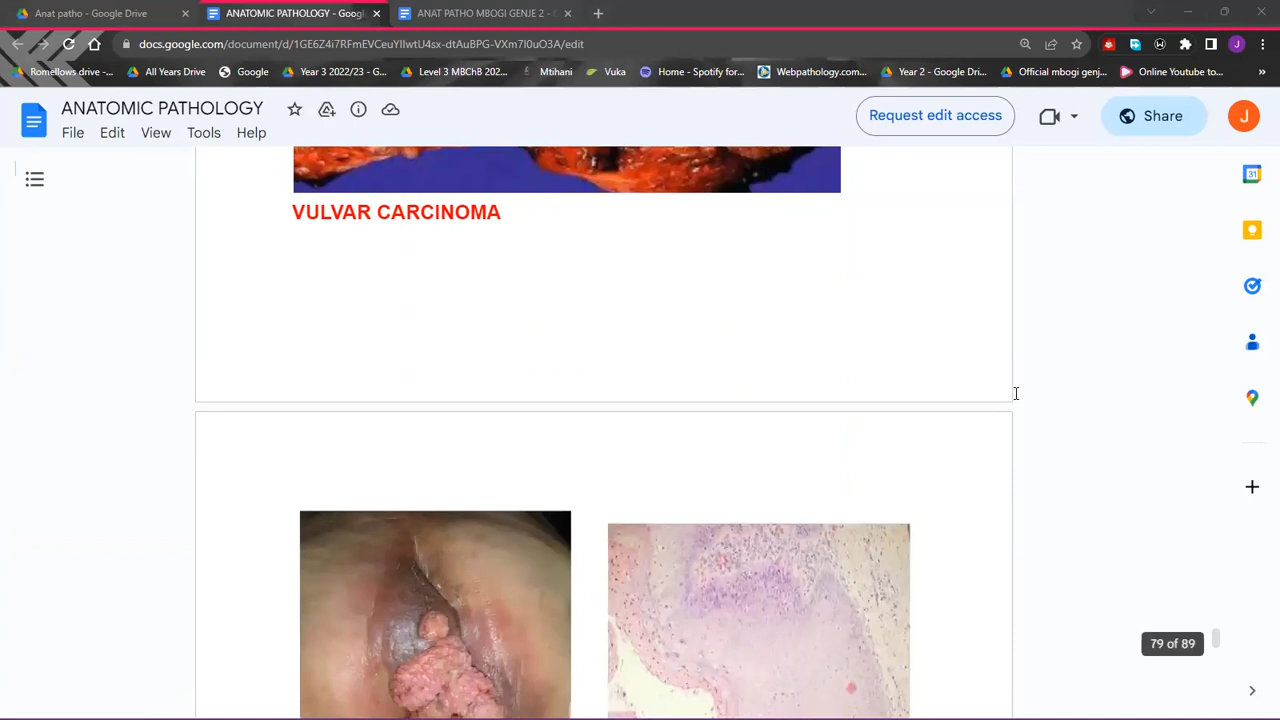 Anat patho - Google Drive
ANATOMIC PATHOLOGY - Googl
ANAT PATHO MBOGI GENJE 2 -
docs.google.com/document/d/1GE6Z4i7RFmEVCeuYIlwtU4sx-dtAuBPG-VXm7I0uO3A/edit
Romellows drive -...
All Years Drive
Google
Year 3 2022/23 - G...
Level 3 MBChB 202...
Mtihani
Vuka
Home - Spotify for...
Webpathology.com...
Year 2 - Google Dri...
Official mbogi genj...
Online Youtube to...
ANATOMIC PATHOLOGY
File Edit View Tools Help
Request edit access
Share
J
VULVAR CARCINOMA
79 of 89